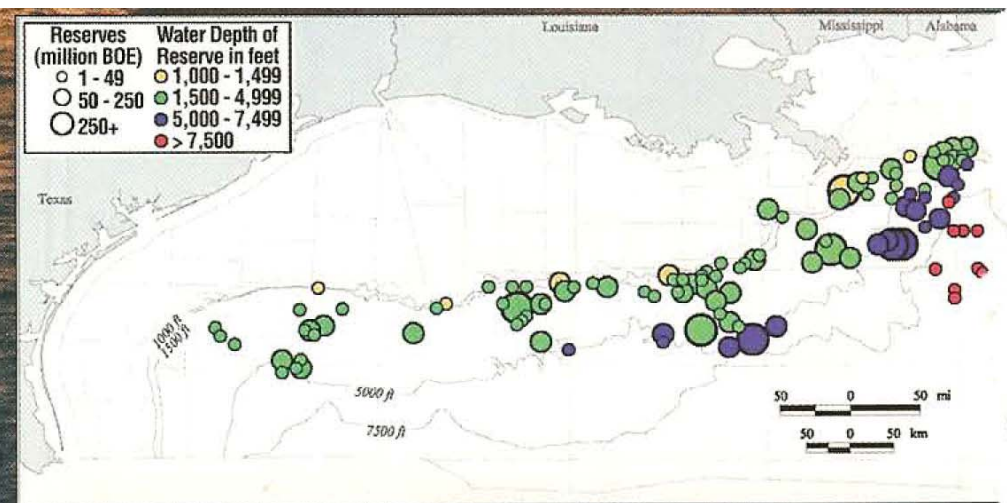 Reserves
(million BOE)
1 - 49
50 - 250
250+
Water Depth of
Reserve in feet
1,000 - 1,499
1,500 - 4,999
5,000 - 7,499
> 7,500
Louisiana
Mississippi
Alabama
Texas
1000 ft
1500 ft
5000 ft
7500 ft
50 0 50 mi
50 0 50 km